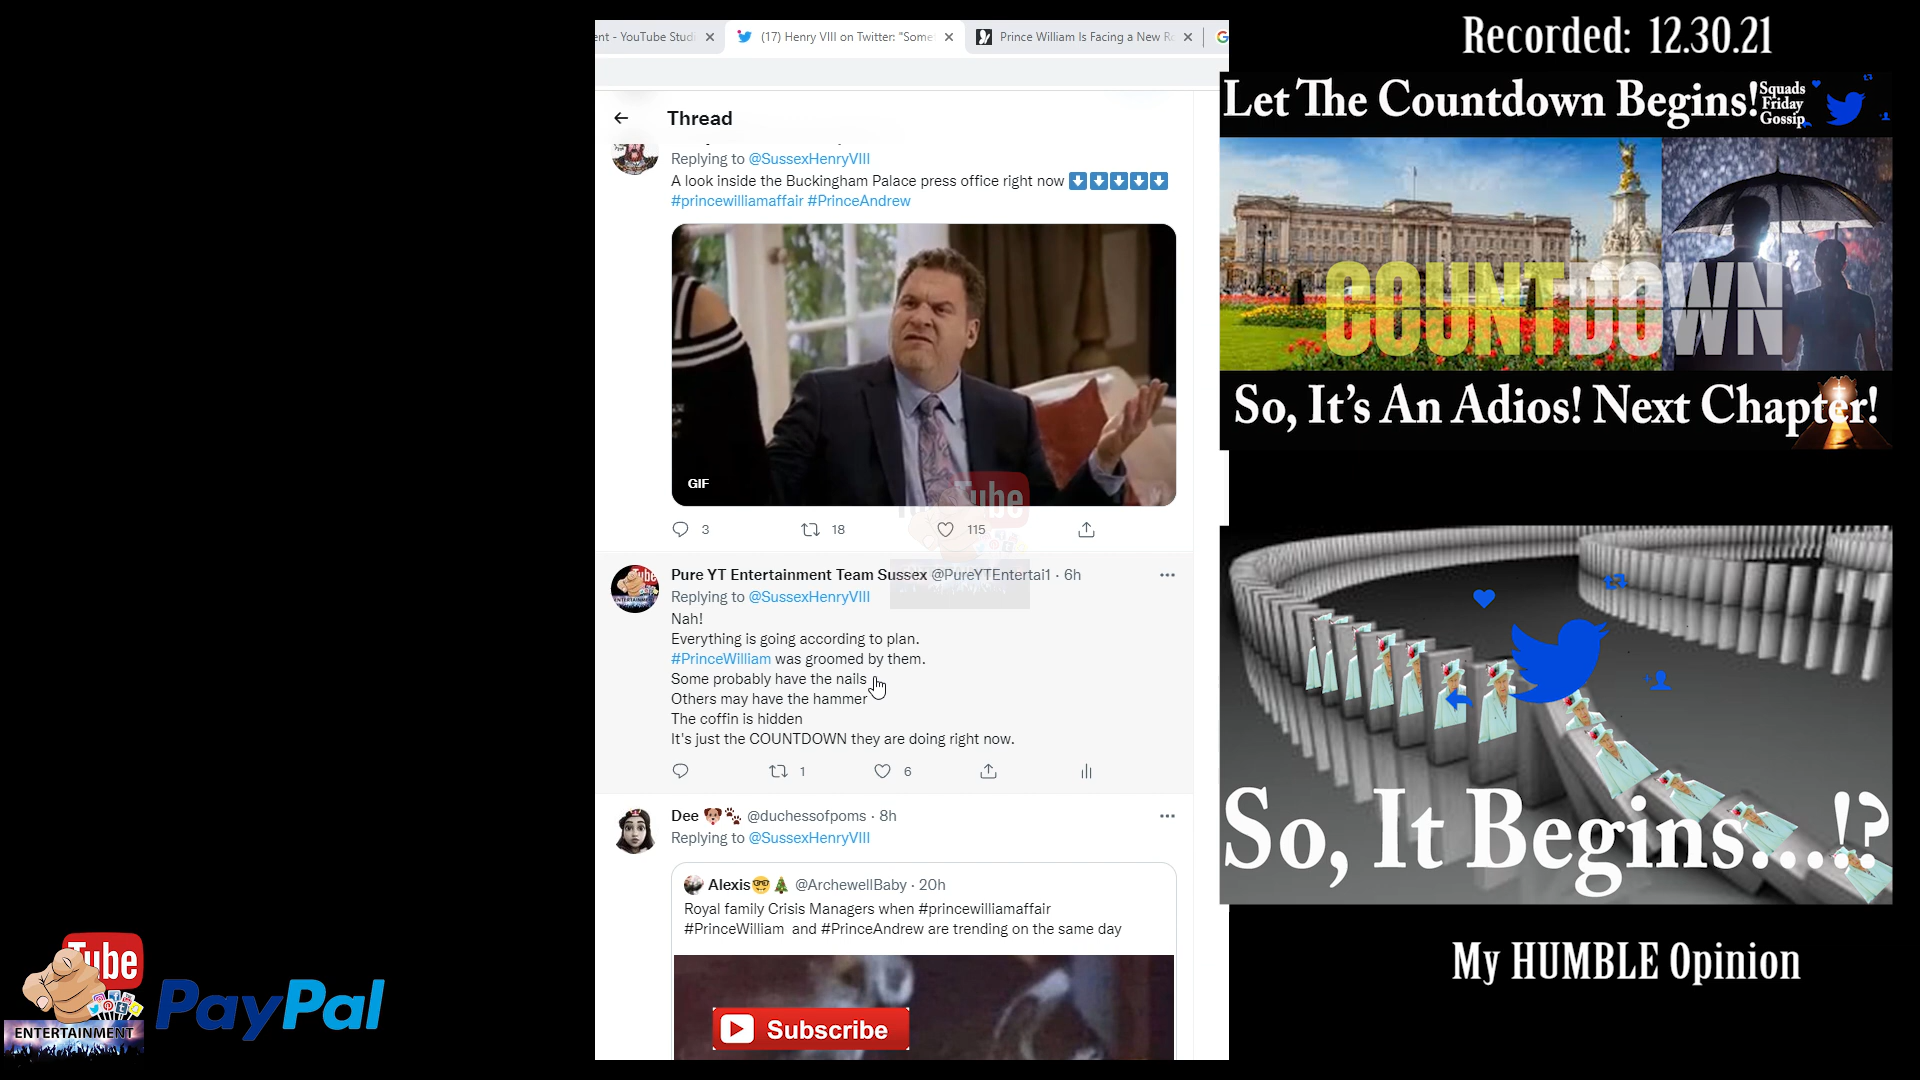 ent - YouTube Studi
(17) Henry VIII on Twitter: "Some
Prince William Is Facing a New Ro
Thread
Replying to @SussexHenryVIII
A look inside the Buckingham Palace press office right now ⬇⬇⬇⬇⬇
#princewilliamaffair #PrinceAndrew
GIF
3
18
115
Pure YT Entertainment Team Sussex @PureYTEntertai1 · 6h
Replying to @SussexHenryVIII
Nah!
Everything is going according to plan.
#PrinceWilliam was groomed by them.
Some probably have the nails
Others may have the hammer
The coffin is hidden
It's just the COUNTDOWN they are doing right now.
1
6
Dee 🐶🐾 @duchessofpoms · 8h
Replying to @SussexHenryVIII
Alexis🤓🎄 @ArchewellBaby · 20h
Royal family Crisis Managers when #princewilliamaffair
#PrinceWilliam and #PrinceAndrew are trending on the same day
Subscribe
Tube
ENTERTAINMENT
PayPal
Recorded: 12.30.21
Let The Countdown Begins!
Squads
Friday
Gossip
COUNTDOWN
So, It's An Adios! Next Chapter!
So, It Begins.....!?
My HUMBLE Opinion